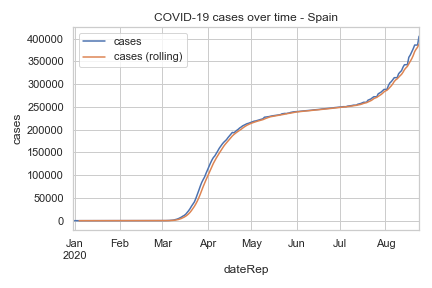 COVID-19 cases over time - Spain
cases
cases (rolling)
400000
350000
300000
250000
200000
150000
100000
50000
0
cases
Jan Feb Mar Apr May Jun Jul Aug
2020
dateRep